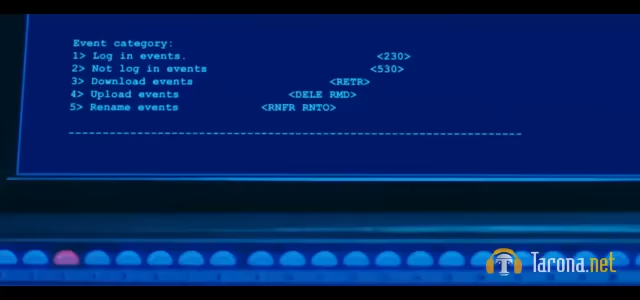 Event category:
1> Log in events. <230>
2> Not log in events <530>
3> Download events <RETR>
4> Upload events <DELE RMD>
5> Rename events <RNFR RNTO>
Tarona.net